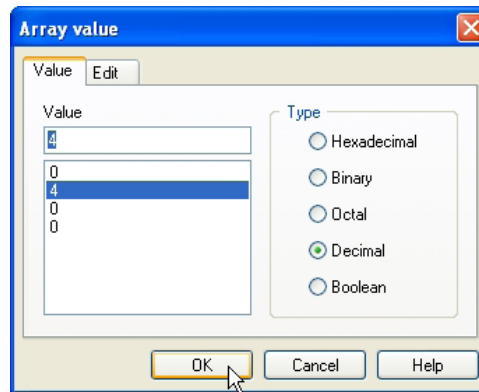 Array value
Value Edit
Value
4
0
4
0
0
Type
Hexadecimal
Binary
Octal
Decimal
Boolean
OK Cancel Help